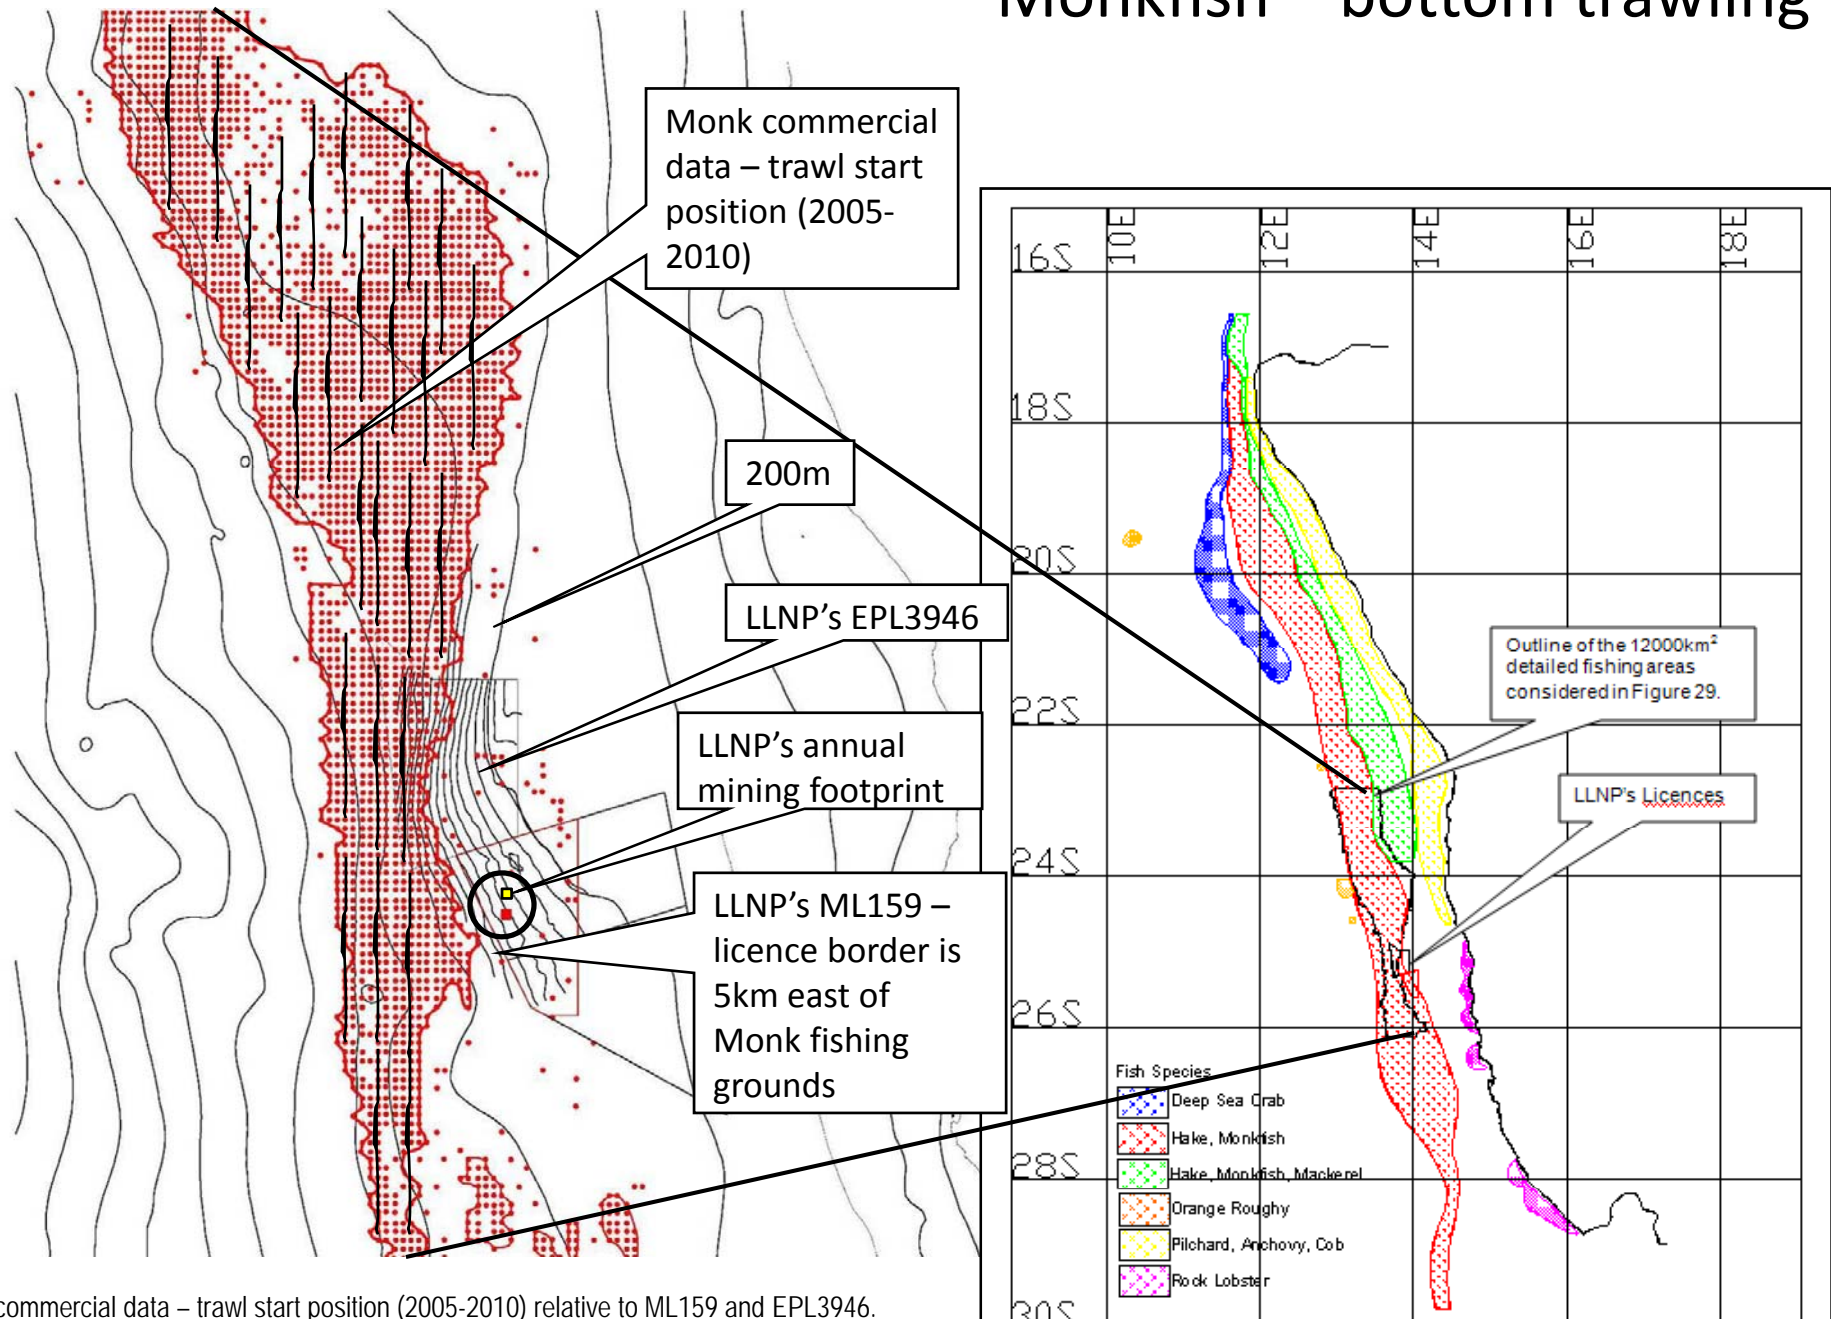 Monkfish – bottom trawling
Monk commercial
data – trawl start
position (2005-
2010)
200m
LLNP's EPL3946
LLNP's annual
mining footprint
LLNP's ML159 –
licence border is
5km east of
Monk fishing
grounds
10E
12E
14E
16E
18E
16S
18S
20S
22S
24S
26S
28S
30S
Outline of the 12000km²
detailed fishing areas
considered in Figure 29.
LLNP's Licences
Fish Species
Deep Sea Crab
Hake, Monkfish
Hake, Monkfish, Mackerel
Orange Roughy
Pilchard, Anchovy, Cob
Rock Lobster
commercial data – trawl start position (2005-2010) relative to ML159 and EPL3946.